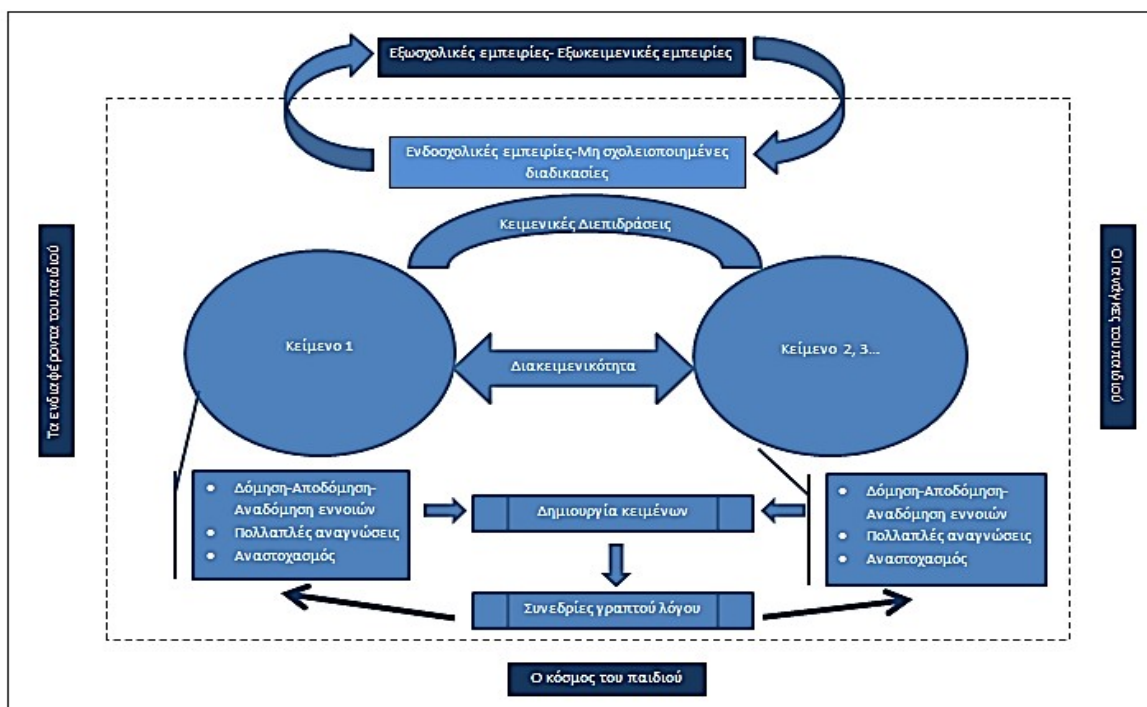 Εξωσχολικές εμπειρίες- Εξωκειμενικές εμπειρίες
Ενδοσχολικές εμπειρίες-Μη σχολειοποιημένες
διαδικασίες
Κειμενικές Διεπιδράσεις
Τα ενδιαφέροντα του παιδιού
Οι ανάγκες του παιδιού
Κείμενο 1
Διακειμενικότητα
Κείμενο 2, 3...
• Δόμηση-Αποδόμηση-
Αναδόμηση εννοιών
• Πολλαπλές αναγνώσεις
• Αναστοχασμός
Δημιουργία κειμένων
• Δόμηση-Αποδόμηση-
Αναδόμηση εννοιών
• Πολλαπλές αναγνώσεις
• Αναστοχασμός
Συνεδρίες γραπτού λόγου
Ο κόσμος του παιδιού